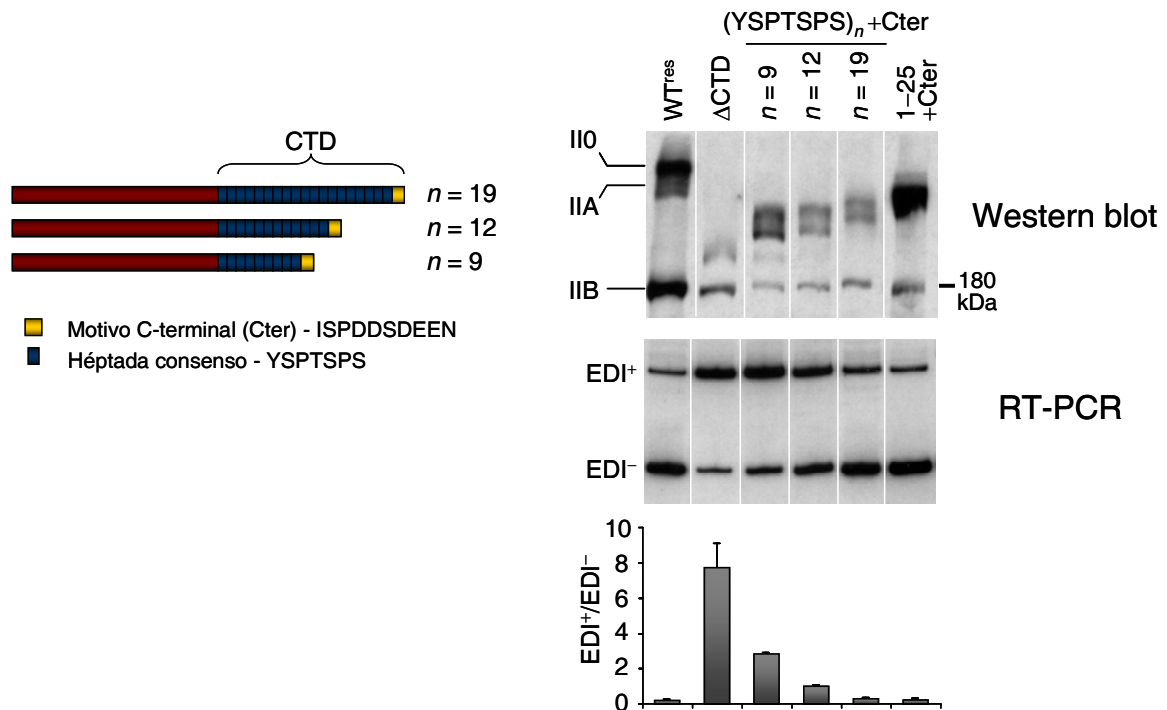 CTD
n = 19
n = 12
n = 9
Motivo C-terminal (Cter) - ISPDDSDEEN
Héptada consenso - YSPTSPS
(YSPTSPS)n+Cter
WTres
ΔCTD
n = 9
n = 12
n = 19
1–25
+Cter
II0
IIA
IIB
180
kDa
Western blot
EDI+
EDI–
RT-PCR
EDI+/EDI–
10
8
6
4
2
0